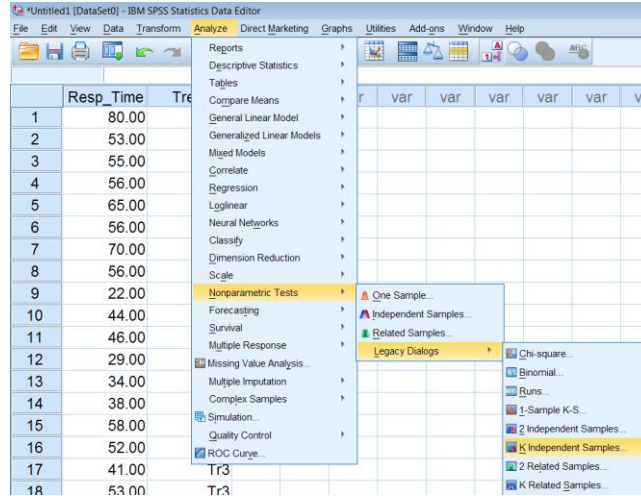 *Untitled1 [DataSet0] - IBM SPSS Statistics Data Editor
File Edit View Data Transform Analyze Direct Marketing Graphs Utilities Add-ons Window Help
Reports
Descriptive Statistics
Tables
Compare Means
General Linear Model
Generalized Linear Models
Mixed Models
Correlate
Regression
Loglinear
Neural Networks
Classify
Dimension Reduction
Scale
Nonparametric Tests
Forecasting
Survival
Multiple Response
Missing Value Analysis...
Multiple Imputation
Complex Samples
Simulation...
Quality Control
ROC Curve...
One Sample...
Independent Samples...
Related Samples...
Legacy Dialogs
Chi-square...
Binomial...
Runs...
1-Sample K-S...
2 Independent Samples...
K Independent Samples...
2 Related Samples...
K Related Samples...
Resp_Time Tre r var var var var var v
1 80.00
2 53.00
3 55.00
4 56.00
5 65.00
6 56.00
7 70.00
8 56.00
9 22.00
10 44.00
11 46.00
12 29.00
13 34.00
14 38.00
15 58.00
16 52.00
17 41.00 Tr3
18 53.00 Tr3